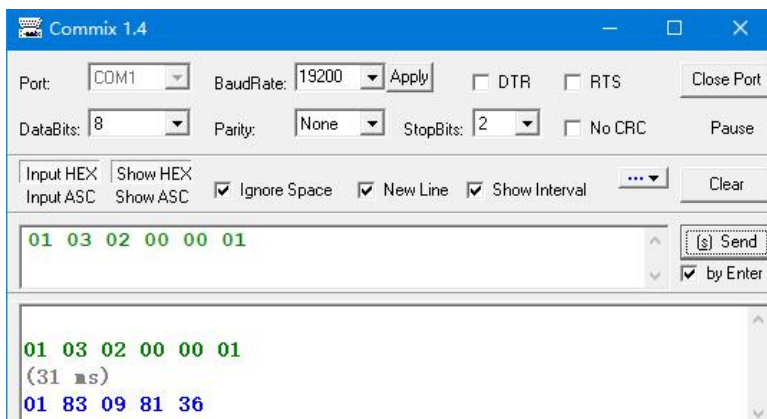 Commix 1.4
Port: COM1 BaudRate: 19200 Apply DTR RTS Close Port
DataBits: 8 Parity: None StopBits: 2 No CRC Pause
Input HEX Show HEX
Input ASC Show ASC
Ignore Space New Line Show Interval ... Clear
01 03 02 00 00 01
(s) Send
by Enter
01 03 02 00 00 01
(31 ms)
01 83 09 81 36